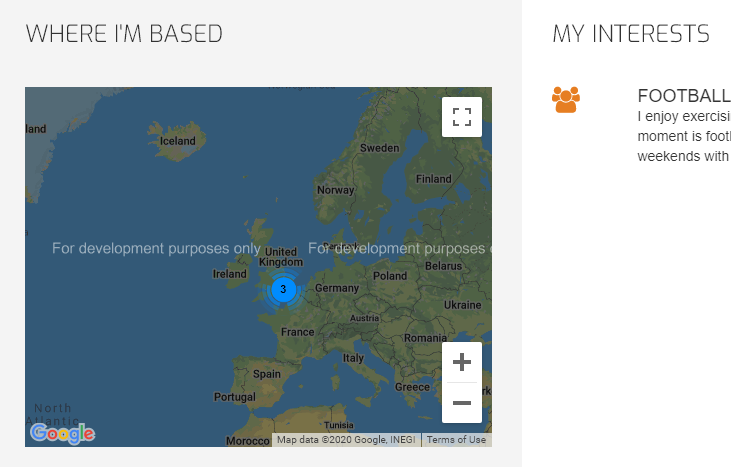 WHERE I'M BASED
MY INTERESTS
FOOTBALL
I enjoy exercisi
moment is footb
weekends with
land
Iceland
Sweden
Finland
Norway
Denmark
For development purposes only
For development purposes o
United
Kingdom
Ireland
Belarus
Poland
3
Germany
Ukraine
Austria
France
Romania
Italy
Spain
Greece
rk
Portugal
North
Atlantic
Tunisia
Morocco
Google
Map data ©2020 Google, INEGI
Terms of Use